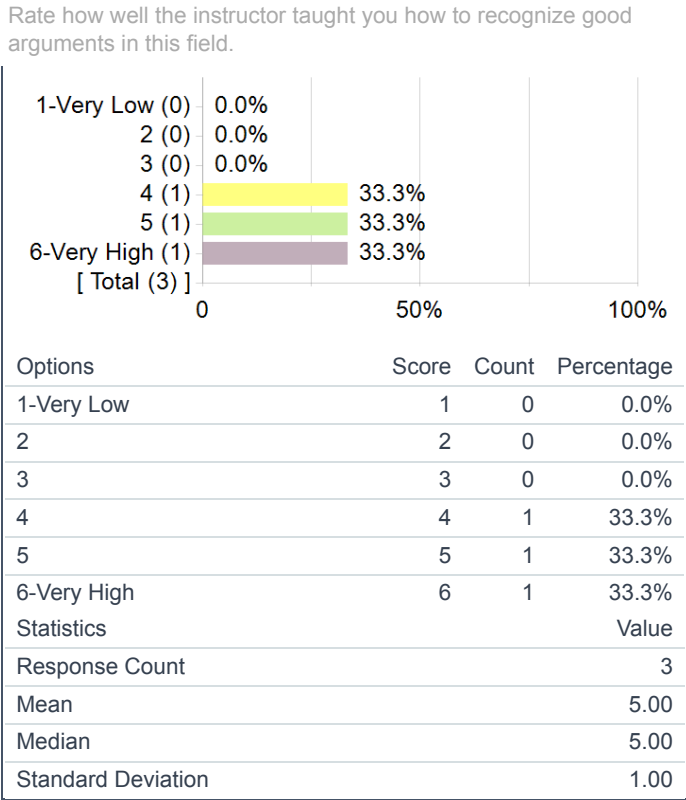 Rate how well the instructor taught you how to recognize good
arguments in this field.
1-Very Low (0) 0.0%
2 (0) 0.0%
3 (0) 0.0%
4 (1) 33.3%
5 (1) 33.3%
6-Very High (1) 33.3%
[ Total (3) ]
0 50% 100%
Options Score Count Percentage
1-Very Low 1 0 0.0%
2 2 0 0.0%
3 3 0 0.0%
4 4 1 33.3%
5 5 1 33.3%
6-Very High 6 1 33.3%
Statistics Value
Response Count 3
Mean 5.00
Median 5.00
Standard Deviation 1.00